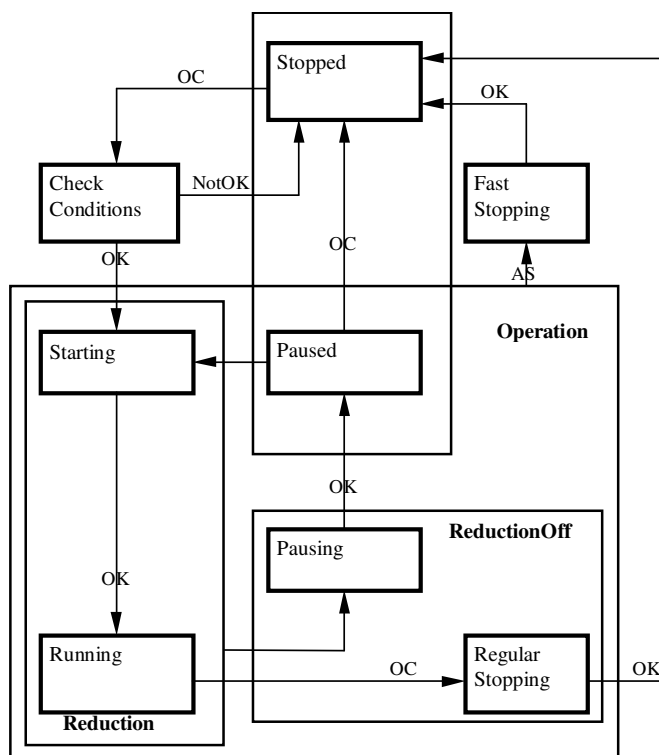 Stopped
OC
OK
Check
Conditions
NotOK
Fast
Stopping
OK
OC
AS
Operation
Starting
Paused
OK
ReductionOff
Pausing
OK
Running
OC
Regular
Stopping
OK
Reduction